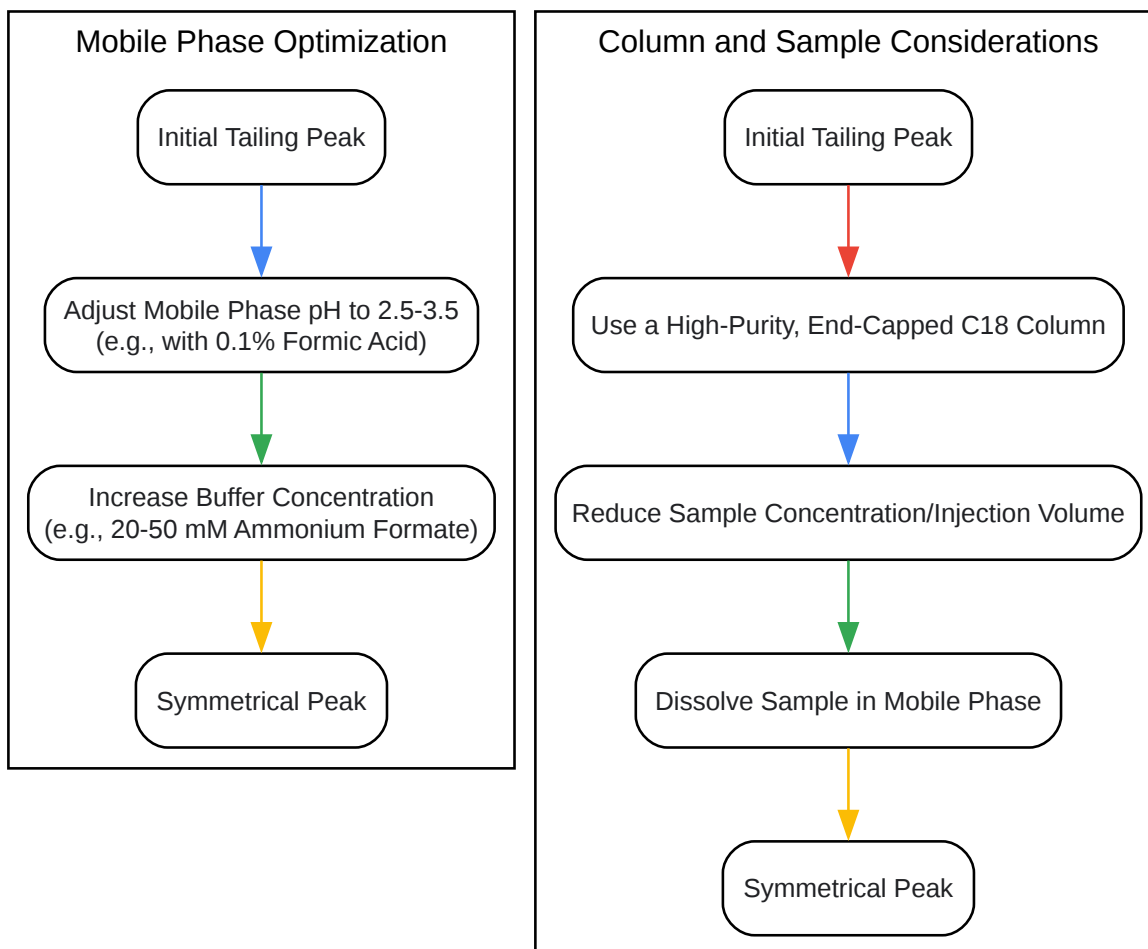 Mobile Phase Optimization
Initial Tailing Peak
Adjust Mobile Phase pH to 2.5-3.5
(e.g., with 0.1% Formic Acid)
Increase Buffer Concentration
(e.g., 20-50 mM Ammonium Formate)
Symmetrical Peak
Column and Sample Considerations
Initial Tailing Peak
Use a High-Purity, End-Capped C18 Column
Reduce Sample Concentration/Injection Volume
Dissolve Sample in Mobile Phase
Symmetrical Peak